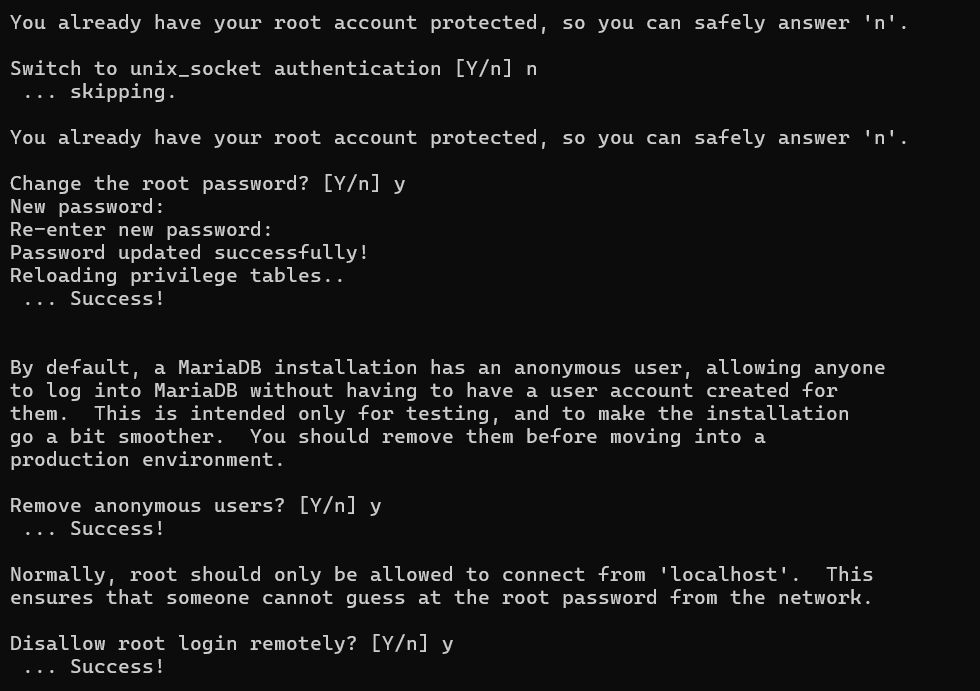 You already have your root account protected, so you can safely answer 'n'.
Switch to unix_socket authentication [Y/n] n
 ... skipping.
You already have your root account protected, so you can safely answer 'n'.
Change the root password? [Y/n] y
New password:
Re-enter new password:
Password updated successfully!
Reloading privilege tables..
 ... Success!
By default, a MariaDB installation has an anonymous user, allowing anyone
to log into MariaDB without having to have a user account created for
them.  This is intended only for testing, and to make the installation
go a bit smoother.  You should remove them before moving into a
production environment.
Remove anonymous users? [Y/n] y
 ... Success!
Normally, root should only be allowed to connect from 'localhost'.  This
ensures that someone cannot guess at the root password from the network.
Disallow root login remotely? [Y/n] y
 ... Success!